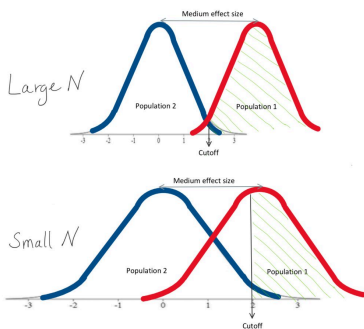 Medium effect size
Large N
Population 2
Population 1
-3 -2 -1 0 1 2 3
Cutoff
Medium effect size
Small N
Population 2
Population 1
-3 -2 -1 0 1 2 3
Cutoff